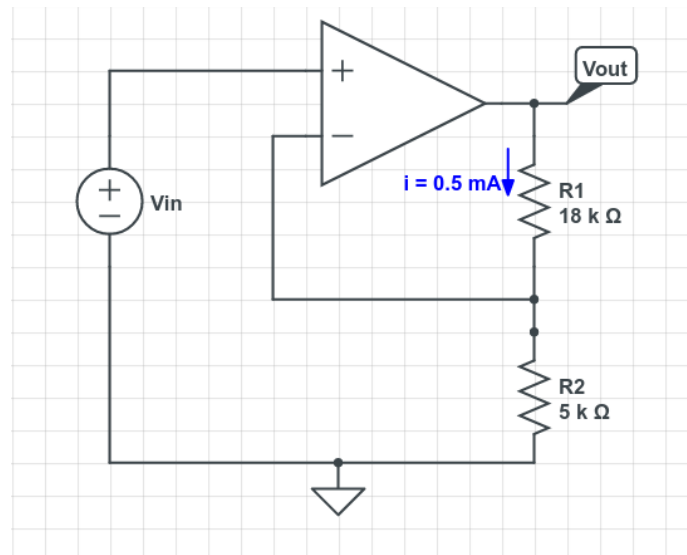 Vout
+
−
i = 0.5 mA
R1
18 k Ω
+
−
Vin
R2
5 k Ω